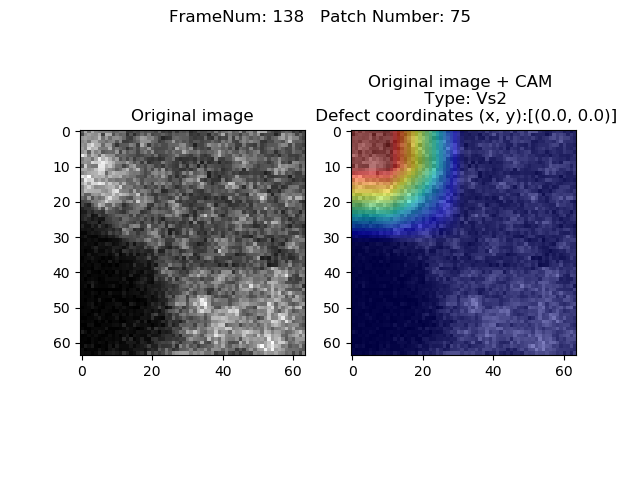 FrameNum: 138   Patch Number: 75
Original image
0
10
20
30
40
50
60
0 20 40 60
Original image + CAM
Type: Vs2
Defect coordinates (x, y):[(0.0, 0.0)]
0
10
20
30
40
50
60
0 20 40 60